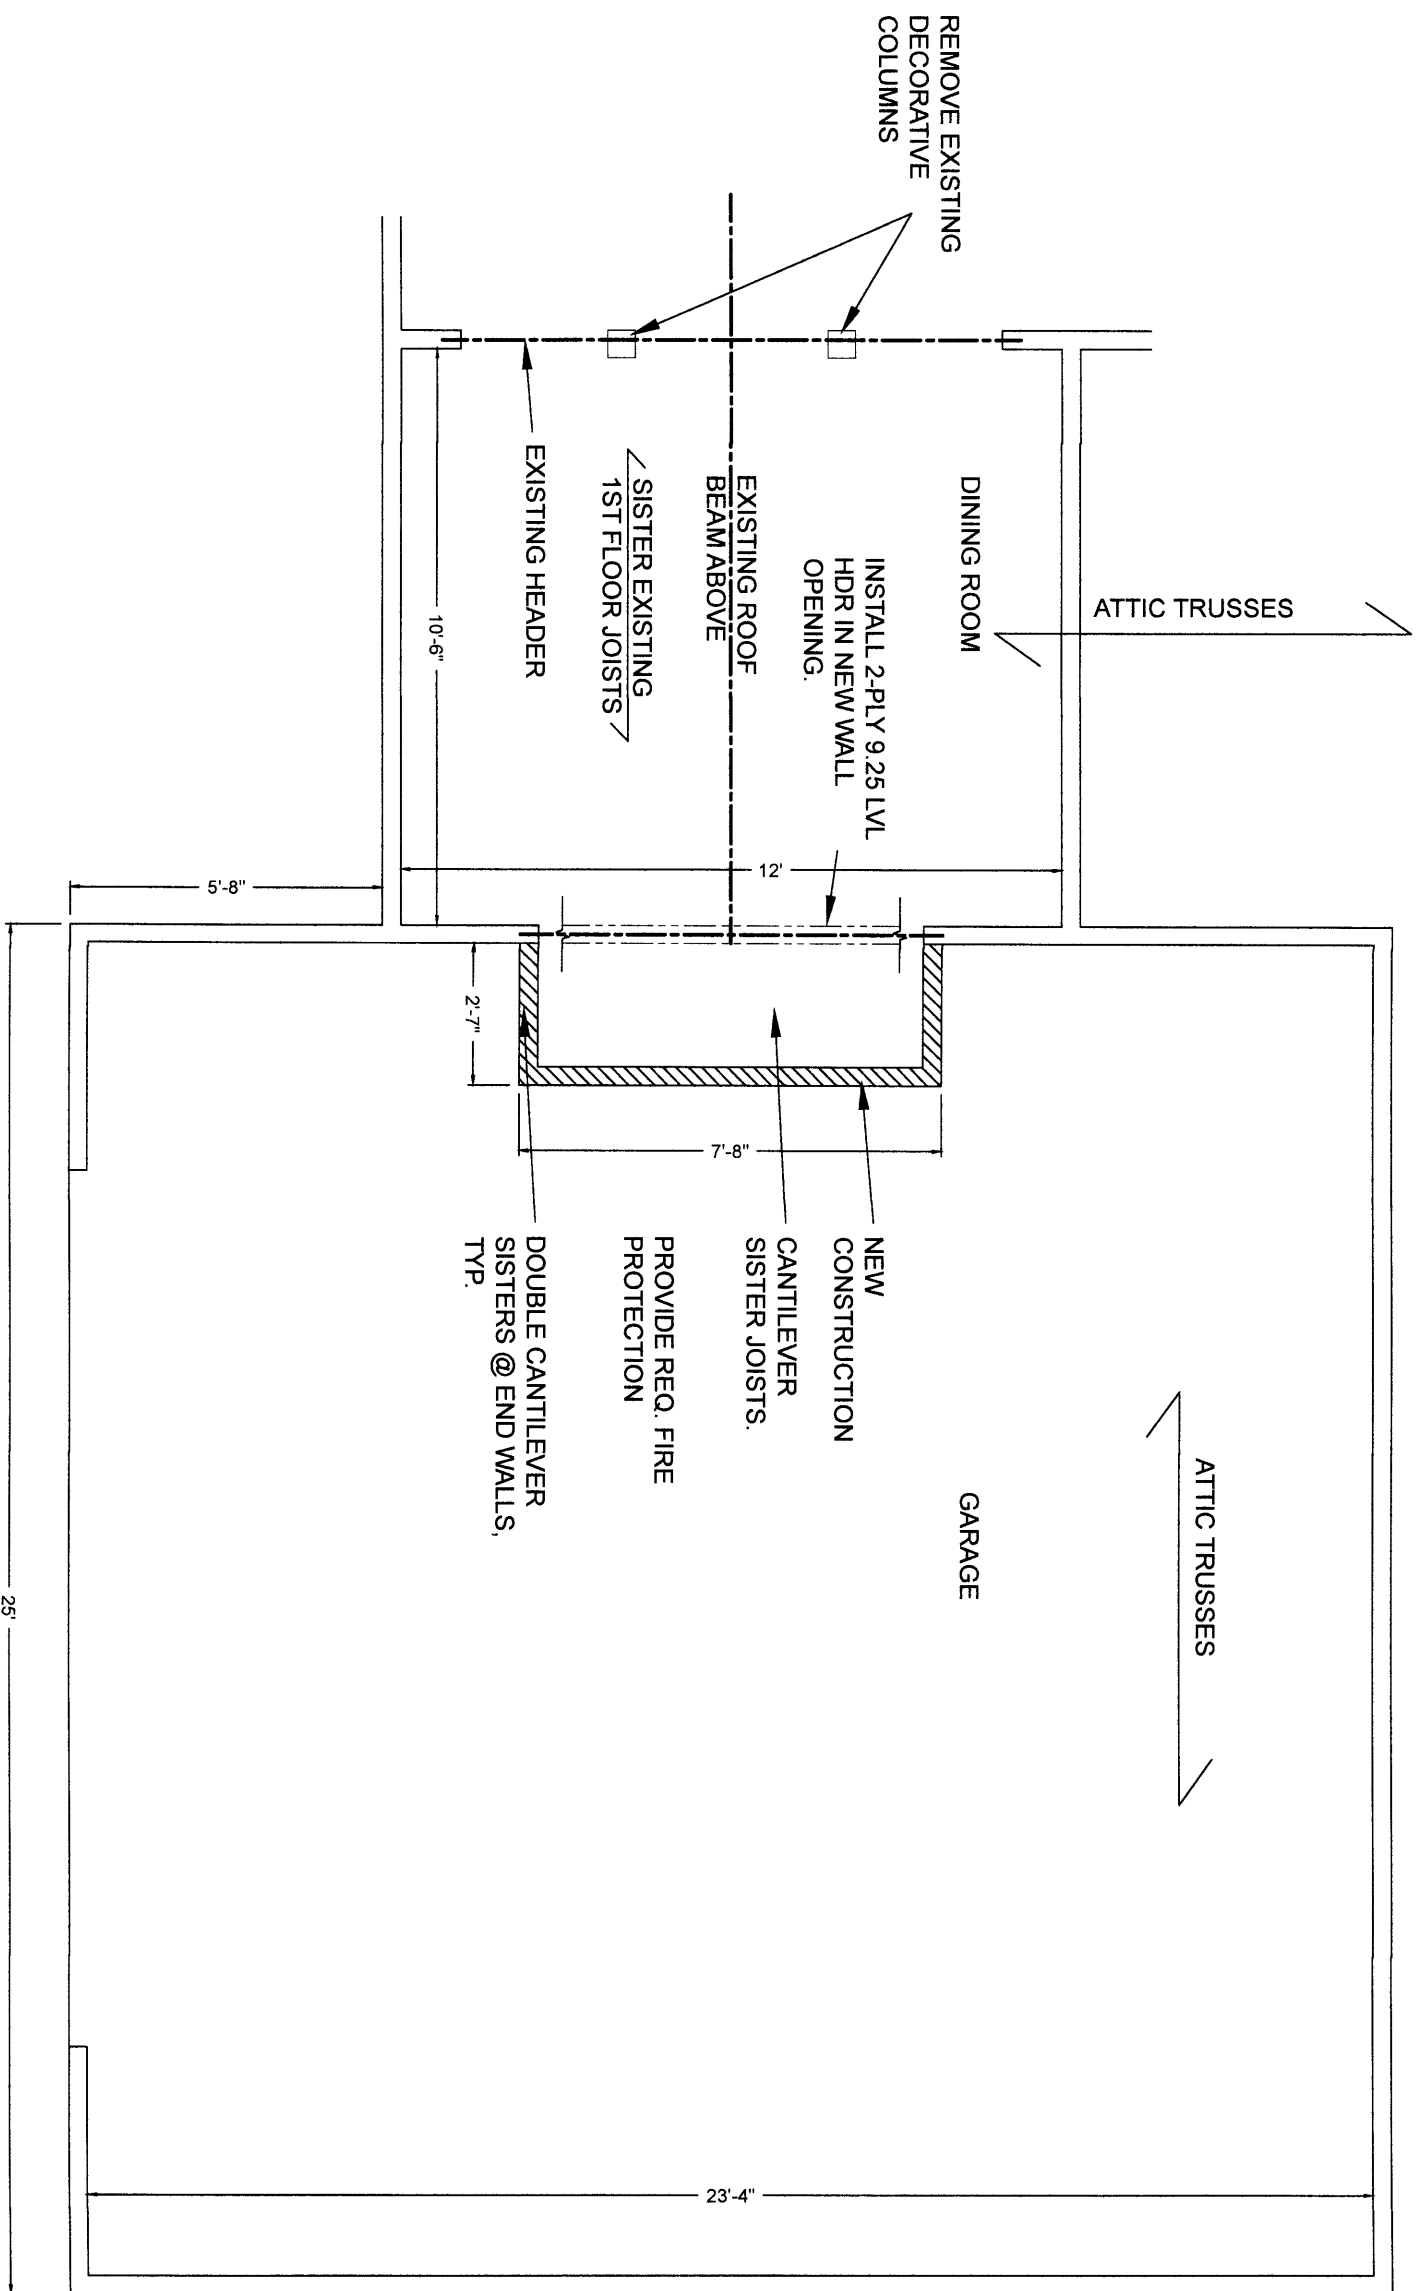 REMOVE EXISTING
DECORATIVE
COLUMNS
ATTIC TRUSSES
DINING ROOM
INSTALL 2-PLY 9.25 LVL
HDR IN NEW WALL
OPENING.
EXISTING ROOF
BEAM ABOVE
SISTER EXISTING
1ST FLOOR JOISTS
EXISTING HEADER
10'-6"
12'
5'-8"
2'-7"
7'-8"
NEW
CONSTRUCTION
CANTILEVER
SISTER JOISTS.
PROVIDE REQ. FIRE
PROTECTION
DOUBLE CANTILEVER
SISTERS @ END WALLS,
TYP.
ATTIC TRUSSES
GARAGE
25'
23'-4"